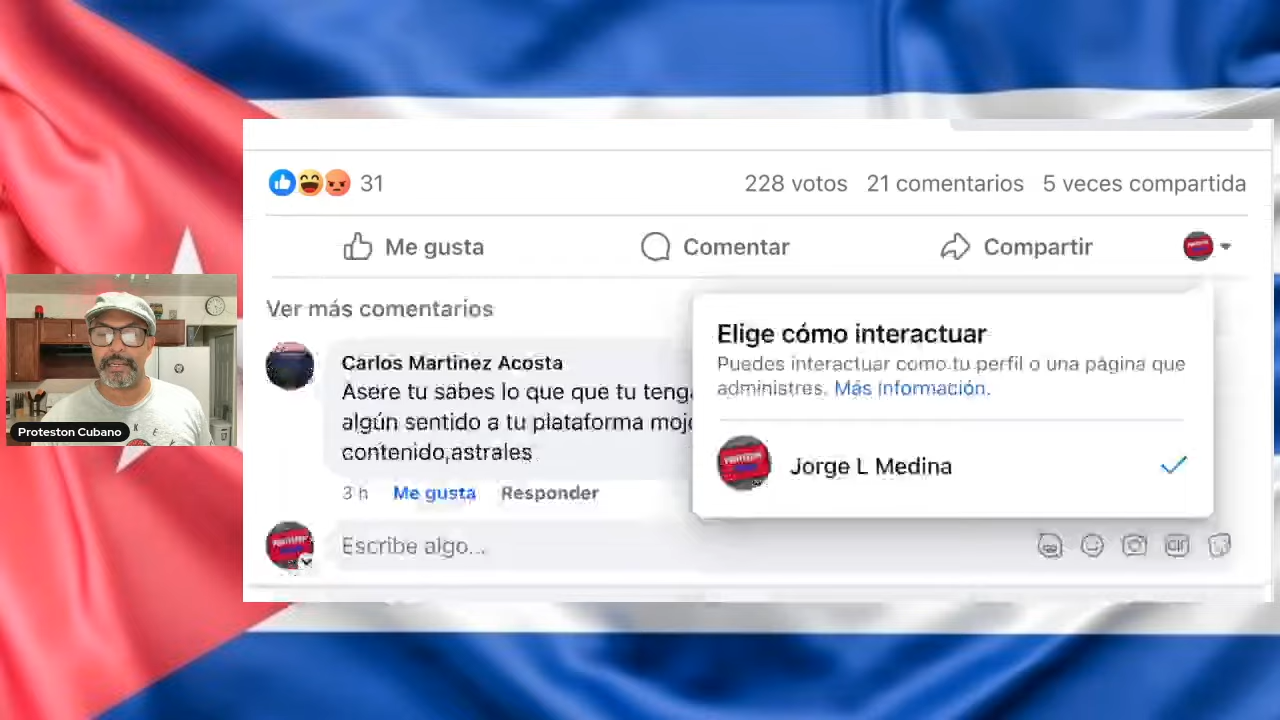 31
228 votos 21 comentarios 5 veces compartida
Me gusta Comentar Compartir
Ver más comentarios
Elige cómo interactuar
Puedes interactuar como tu perfil o una página que
administres. Más información.
Jorge L Medina
Carlos Martinez Acosta
Asere tu sabes lo que que tu tenga
algún sentido a tu plataforma
contenido,astrales
3 h Me gusta Responder
Escribe algo...
GIF
Proteston Cubano